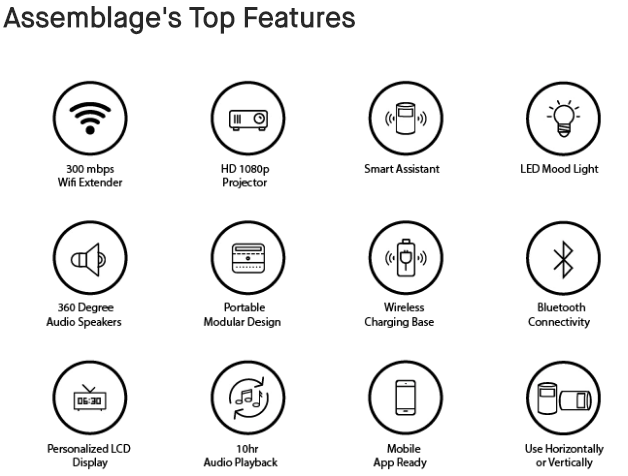 Assemblage's Top Features
300 mbps
Wifi Extender
HD 1080p
Projector
Smart Assistant
LED Mood Light
360 Degree
Audio Speakers
Portable
Modular Design
Wireless
Charging Base
Bluetooth
Connectivity
06:30
Personalized LCD
Display
10hr
Audio Playback
Mobile
App Ready
Use Horizontally
or Vertically